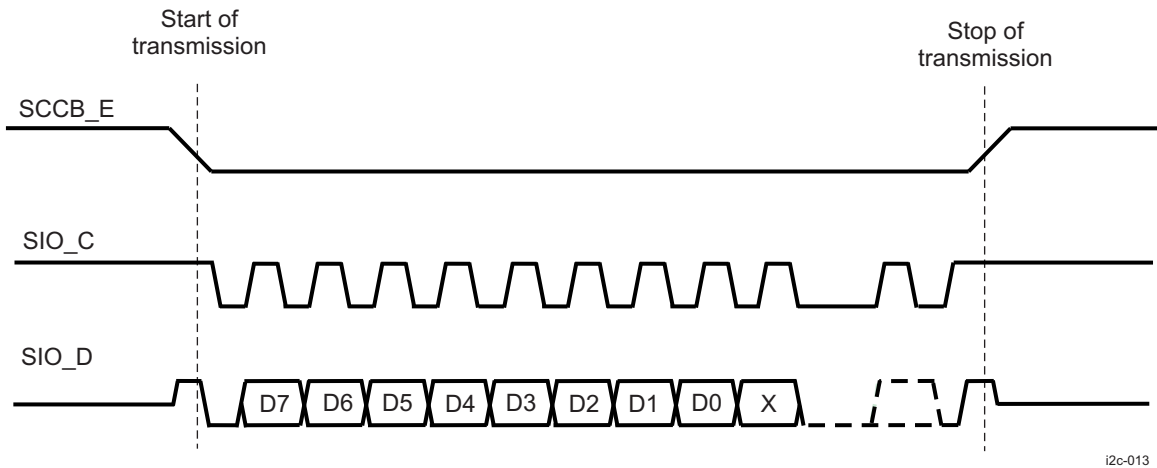 Start of
transmission
Stop of
transmission
SCCB_E
SIO_C
SIO_D
D7 D6 D5 D4 D3 D2 D1 D0 X
i2c-013